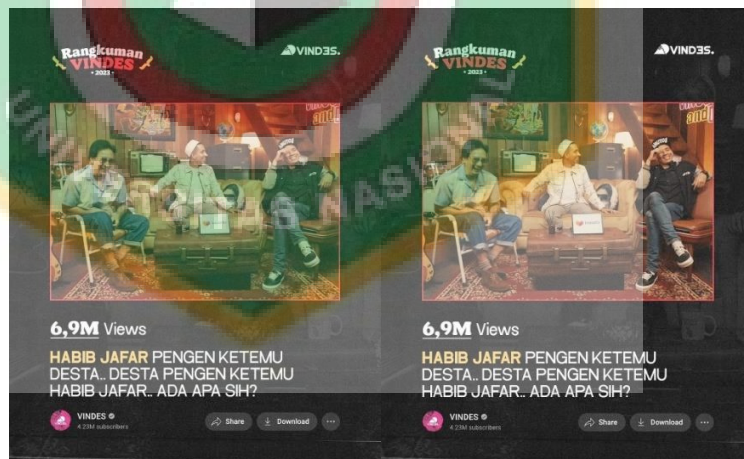 Rangkuman
VINDES
• 2023 •
VINDES.
6,9M Views
HABIB JAFAR PENGEN KETEMU
DESTA.. DESTA PENGEN KETEMU
HABIB JAFAR.. ADA APA SIH?
VINDES
4.23M subscribers
Share
Download
Rangkuman
VINDES
• 2023 •
VINDES.
6,9M Views
HABIB JAFAR PENGEN KETEMU
DESTA.. DESTA PENGEN KETEMU
HABIB JAFAR.. ADA APA SIH?
VINDES
4.23M subscribers
Share
Download
UNIVERSITAS NASIONAL